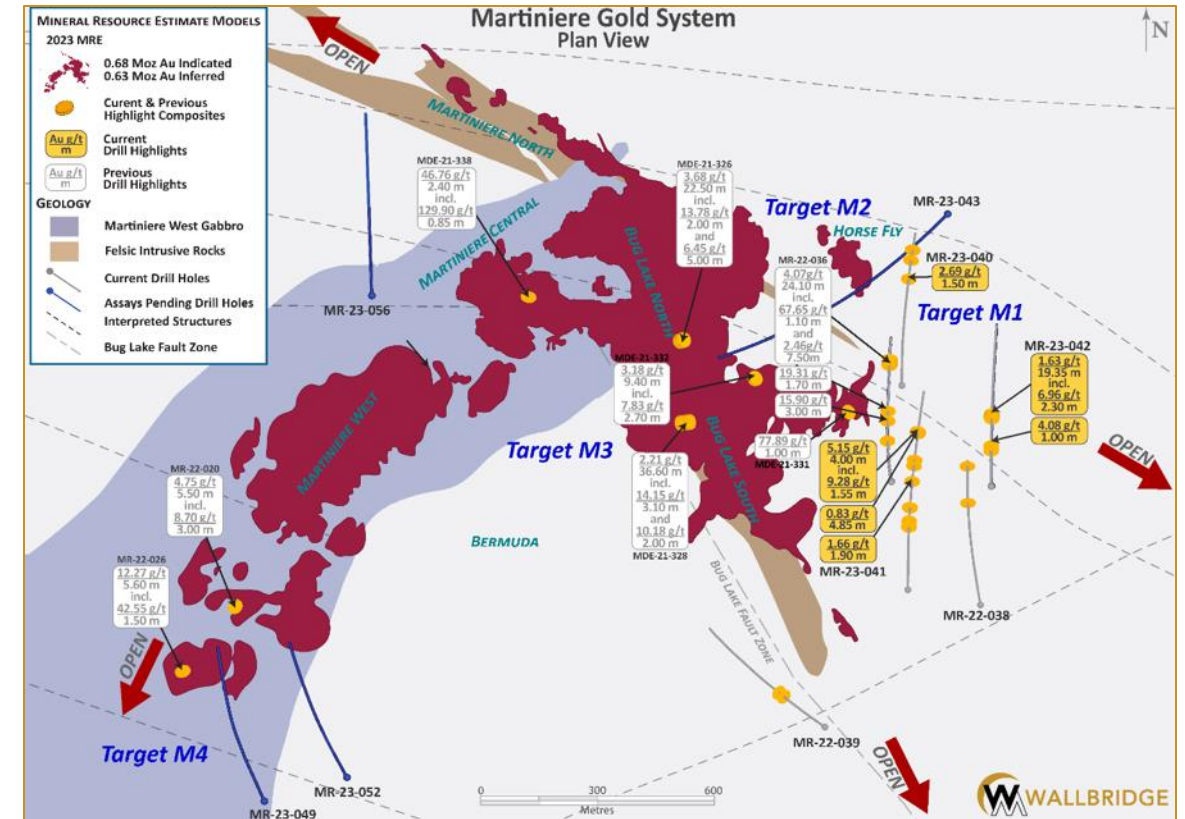 Martiniere Gold System
Plan View
N
MINERAL RESOURCE ESTIMATE MODELS
2023 MRE
0.68 Moz Au Indicated
0.63 Moz Au Inferred
Curent & Previous
Highlight Composites
Au g/t
m
Current
Drill Highlights
Au g/t
m
Previous
Drill Highlights
GEOLOGY
Martiniere West Gabbro
Felsic Intrusive Rocks
Current Drill Holes
Assays Pending Drill Holes
Interpreted Structures
Bug Lake Fault Zone
OPEN
MARTINIERE NORTH
MDE-21-338
46.76 g/t
2.40 m
incl.
129.90 g/t
0.85 m
MARTINIERE CENTRAL
MDE-21-326
3.68 g/t
22.50 m
incl.
13.78 g/t
2.00 m
and
6.45 g/t
5.00 m
Target M2
HORSE FLY
MR-23-043
MR-23-040
2.69 g/t
1.50 m
BUG LAKE NORTH
MR-22-036
4.07g/t
24.10 m
incl.
67.65 g/t
1.10 m
and
2.46g/t
7.50m
19.31 g/t
1.70 m
15.90 g/t
3.00 m
Target M1
MR-23-042
1.63 g/t
19.35 m
incl.
6.96 g/t
2.30 m
4.08 g/t
1.00 m
MR-23-056
MDE-21-332
3.18 g/t
9.40 m
incl.
7.83 g/t
2.70 m
MARTINIERE WEST
Target M3
BUG LAKE SOUTH
77.89 g/t
1.00 m
MDE-21-331
5.15 g/t
4.00 m
incl.
9.28 g/t
1.55 m
0.83 g/t
4.85 m
1.66 g/t
1.90 m
MR-23-041
OPEN
2.21 g/t
36.60 m
incl.
14.15 g/t
3.10 m
and
10.18 g/t
2.00 m
MDE-21-328
MR-22-020
4.75 g/t
5.50 m
incl.
8.70 g/t
3.00 m
BERMUDA
MR-22-026
12.27 g/t
5.60 m
incl.
42.55 g/t
1.50 m
BUG LAKE FAULT ZONE
MR-22-038
OPEN
MR-22-039
Target M4
OPEN
MR-23-052
MR-23-049
0 300 600
Metres
WALLBRIDGE